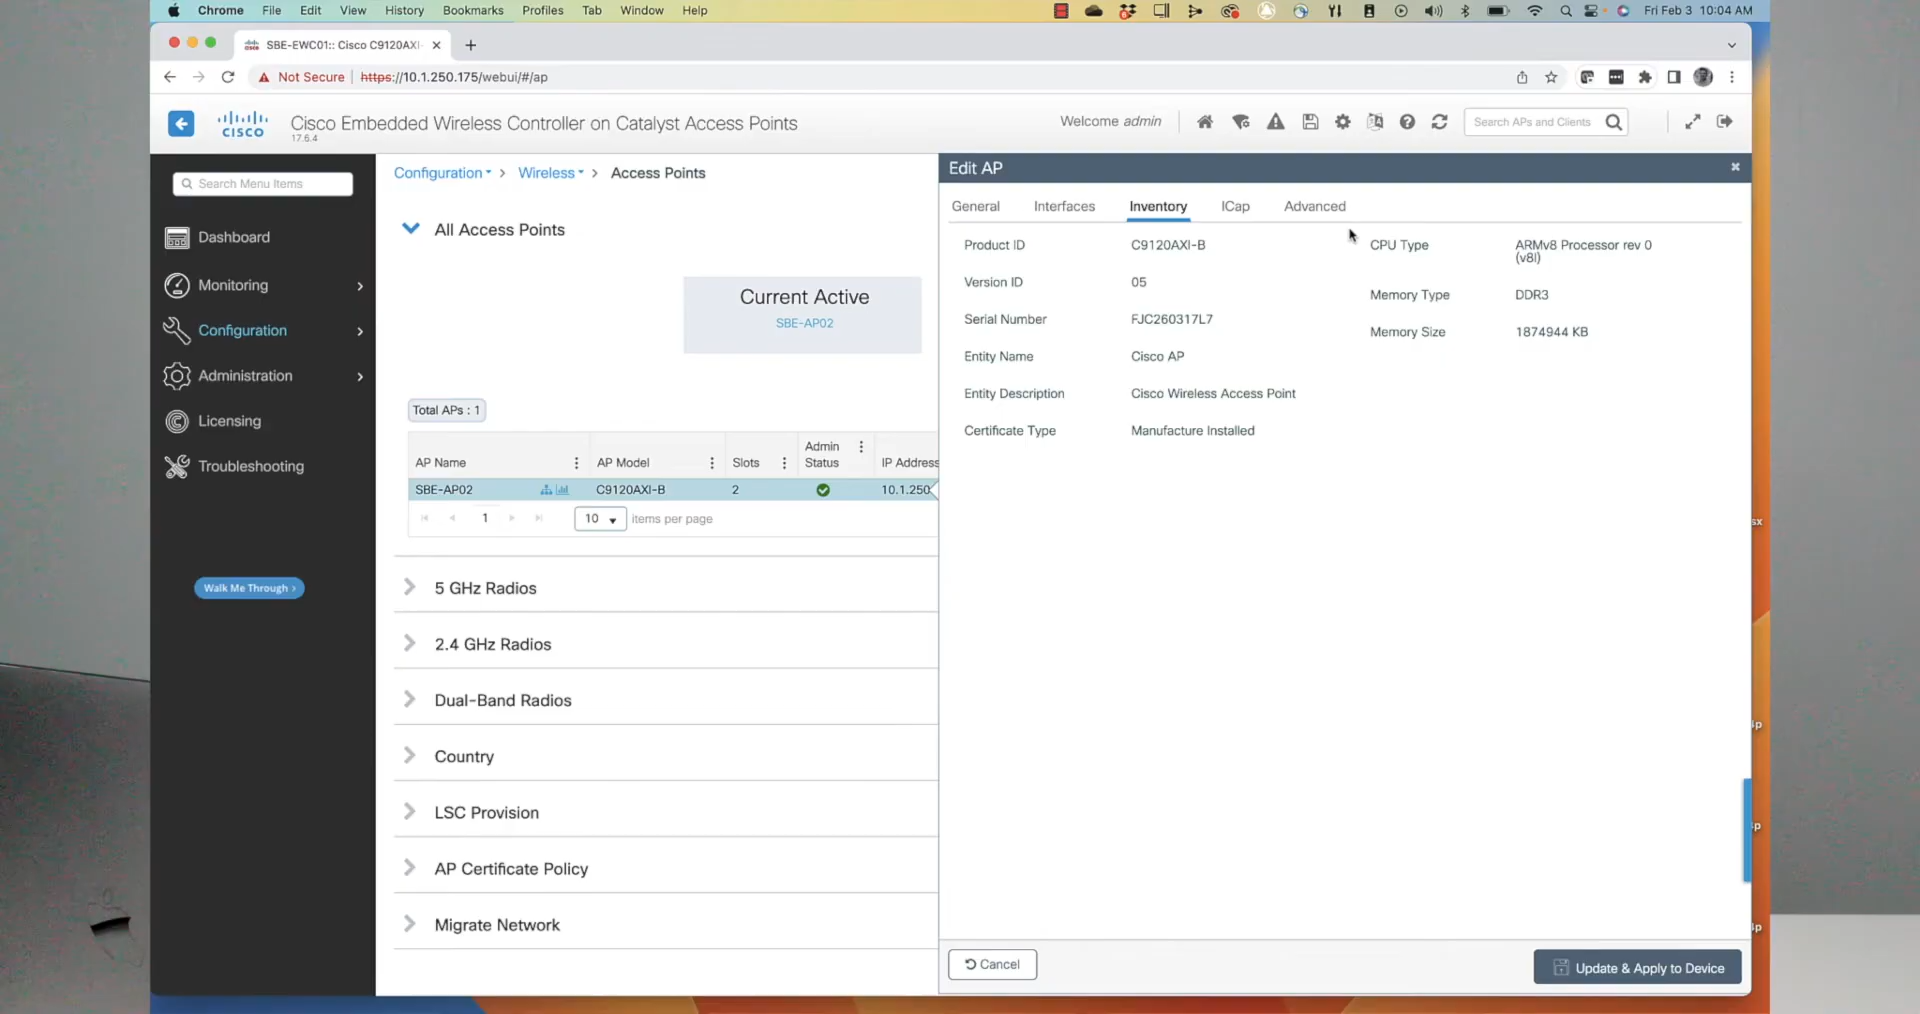 Chrome File Edit View History Bookmarks Profiles Tab Window Help Fri Feb 3 10:04 AM
SBE-EWC01:: Cisco C9120AXI-
Not Secure https://10.1.250.175/webui/#/ap
CISCO Cisco Embedded Wireless Controller on Catalyst Access Points
17.6.4
Welcome admin Search APs and Clients
Search Menu Items
Dashboard
Monitoring
Configuration
Administration
Licensing
Troubleshooting
Walk Me Through >
Configuration > Wireless > Access Points
All Access Points
Current Active
SBE-AP02
Total APs : 1
AP Name AP Model Slots Admin Status IP Address
SBE-AP02 C9120AXI-B 2 10.1.250
1 10 items per page
5 GHz Radios
2.4 GHz Radios
Dual-Band Radios
Country
LSC Provision
AP Certificate Policy
Migrate Network
Edit AP
General Interfaces Inventory ICap Advanced
Product ID C9120AXI-B
Version ID 05
Serial Number FJC260317L7
Entity Name Cisco AP
Entity Description Cisco Wireless Access Point
Certificate Type Manufacture Installed
CPU Type ARMv8 Processor rev 0
(v8l)
Memory Type DDR3
Memory Size 1874944 KB
Cancel Update & Apply to Device
sx
4p
4p
4p